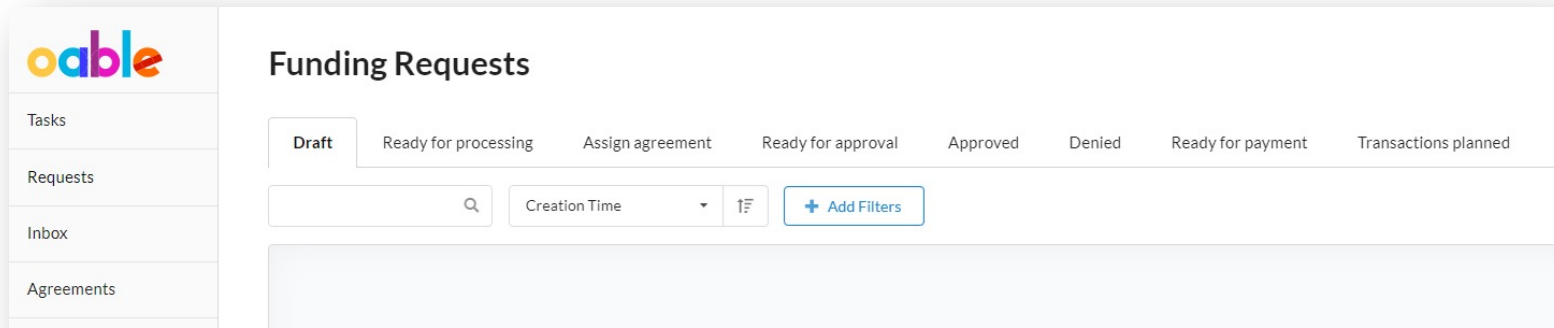 oable
Funding Requests
Tasks
Draft Ready for processing Assign agreement Ready for approval Approved Denied Ready for payment Transactions planned
Requests
Creation Time + Add Filters
Inbox
Agreements